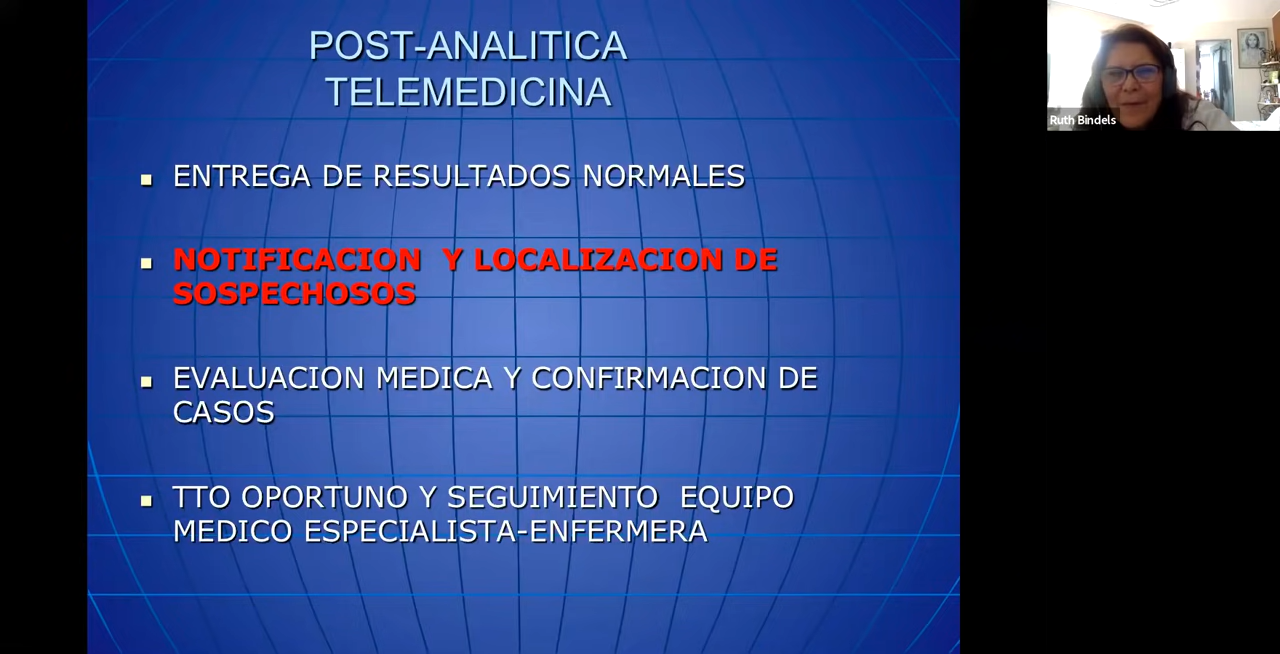 POST-ANALITICA
TELEMEDICINA
ENTREGA DE RESULTADOS NORMALES
NOTIFICACION Y LOCALIZACION DE
SOSPECHOSOS
EVALUACION MEDICA Y CONFIRMACION DE
CASOS
TTO OPORTUNO Y SEGUIMIENTO EQUIPO
MEDICO ESPECIALISTA-ENFERMERA
Ruth Bindels